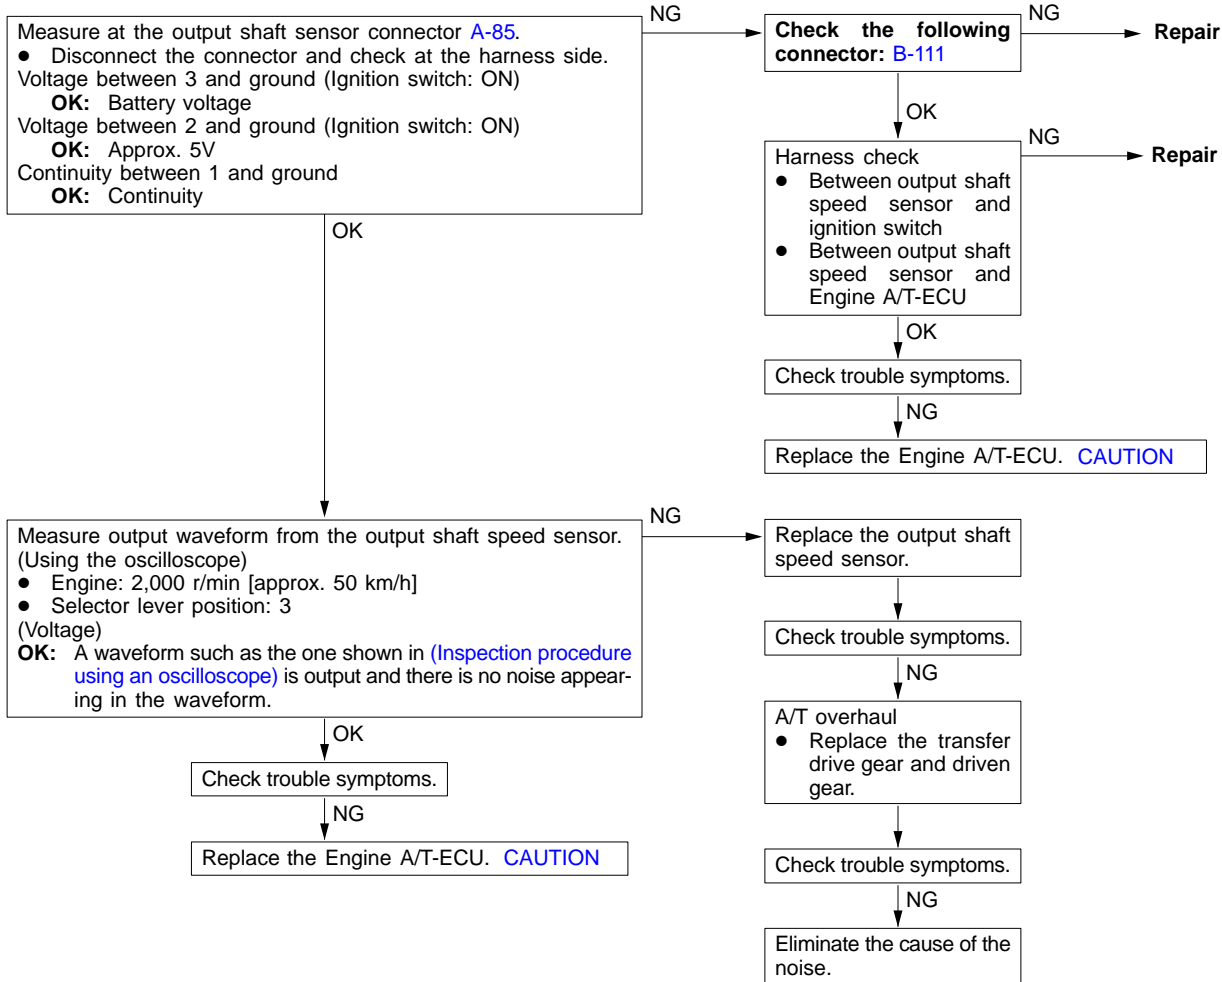 Measure at the output shaft sensor connector A-85.
● Disconnect the connector and check at the harness side.
Voltage between 3 and ground (Ignition switch: ON)
OK: Battery voltage
Voltage between 2 and ground (Ignition switch: ON)
OK: Approx. 5V
Continuity between 1 and ground
OK: Continuity
NG
Check the following
connector: B-111
NG
Repair
OK
Harness check
● Between output shaft
speed sensor and
ignition switch
● Between output shaft
speed sensor and
Engine A/T-ECU
NG
Repair
OK
Check trouble symptoms.
NG
Replace the Engine A/T-ECU. CAUTION
OK
Measure output waveform from the output shaft speed sensor.
(Using the oscilloscope)
● Engine: 2,000 r/min [approx. 50 km/h]
● Selector lever position: 3
(Voltage)
OK: A waveform such as the one shown in (Inspection procedure
using an oscilloscope) is output and there is no noise appear-
ing in the waveform.
OK
Check trouble symptoms.
NG
Replace the Engine A/T-ECU. CAUTION
NG
Replace the output shaft
speed sensor.
Check trouble symptoms.
NG
A/T overhaul
● Replace the transfer
drive gear and driven
gear.
Check trouble symptoms.
NG
Eliminate the cause of the
noise.